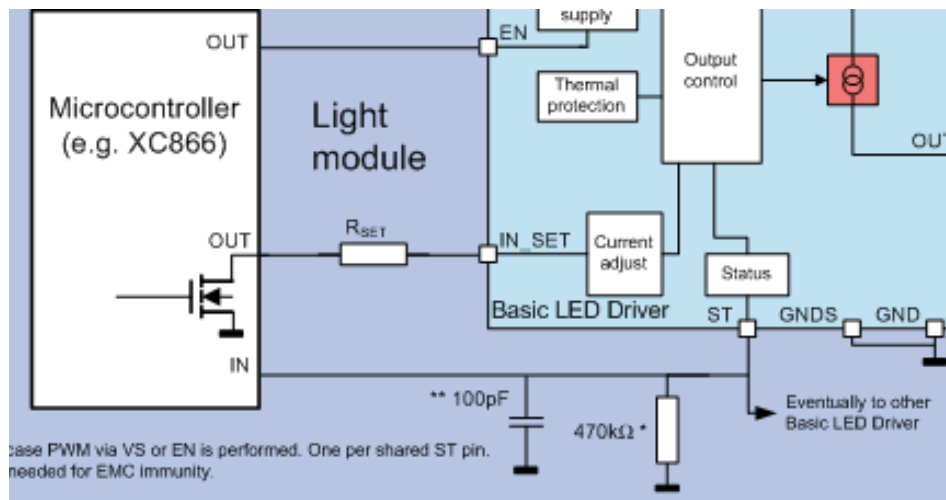 supply
OUT
EN
Output
control
Microcontroller
(e.g. XC866)
Light
module
Thermal
protection
OUT
OUT
R_SET
IN_SET
Current
adjust
Status
Basic LED Driver
ST
GNDS
GND
IN
** 100pF
470kΩ *
Eventually to other
Basic LED Driver
case PWM via VS or EN is performed. One per shared ST pin.
needed for EMC immunity.